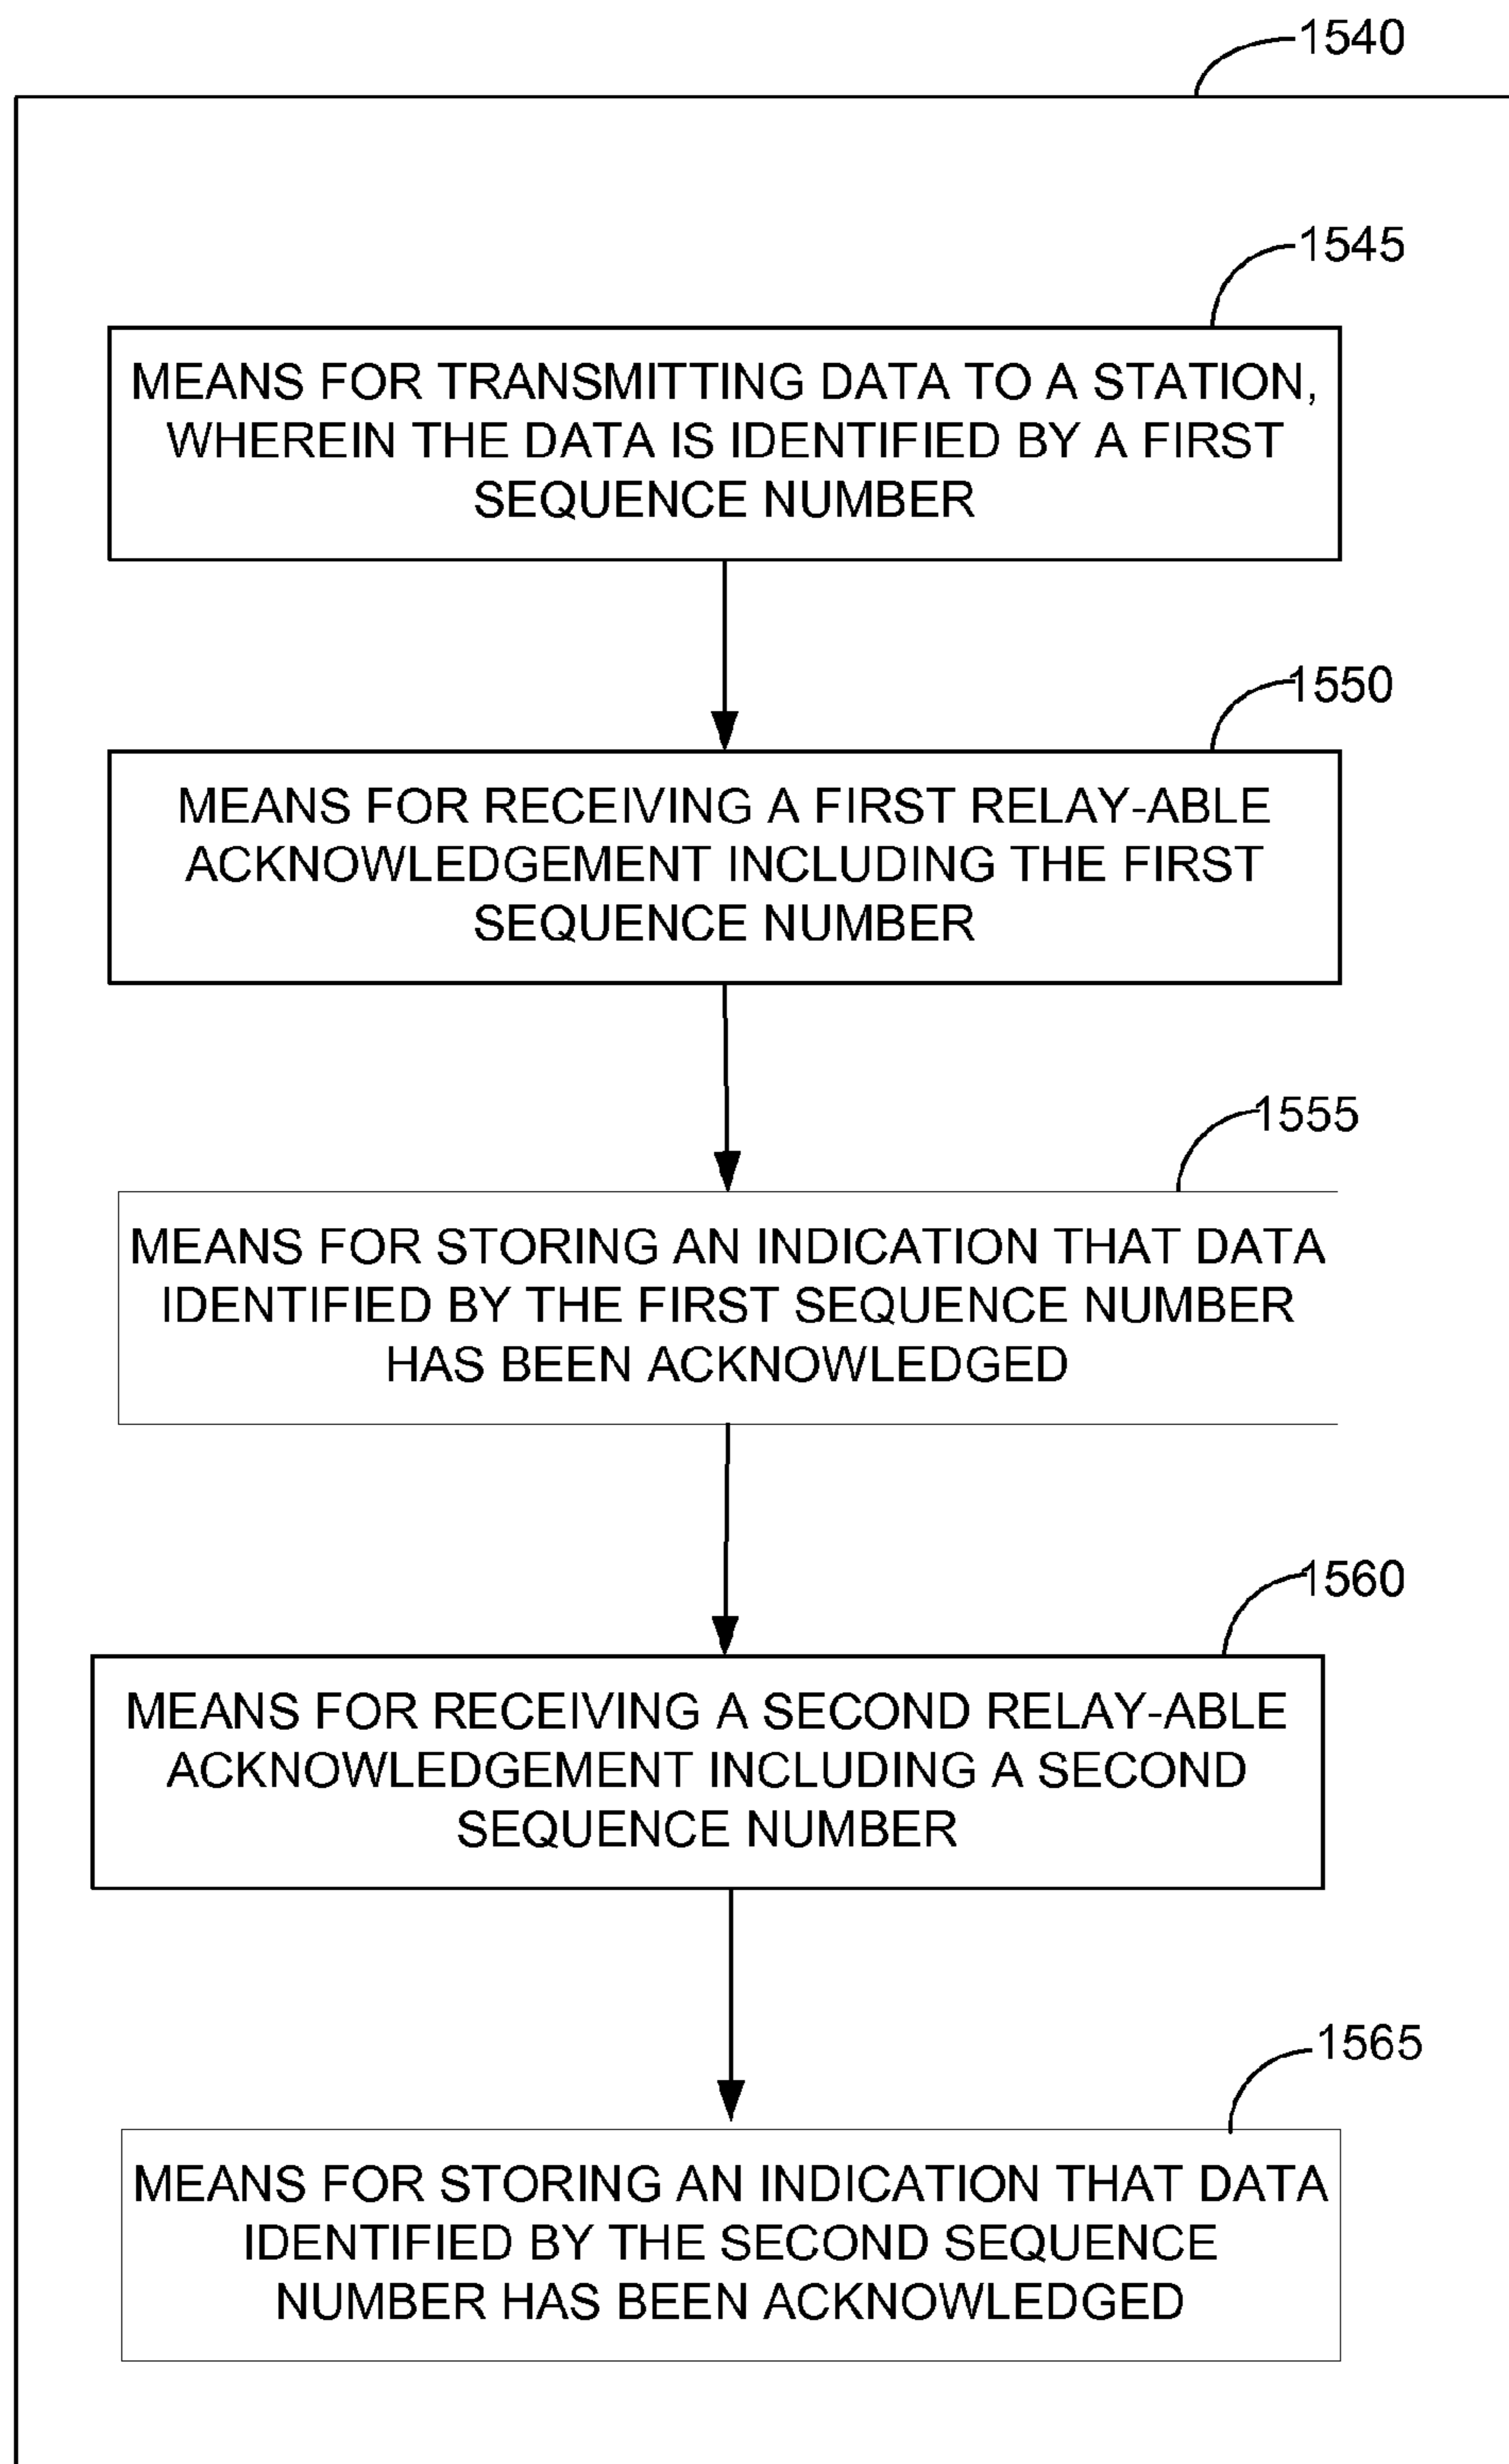 1540
1545
MEANS FOR TRANSMITTING DATA TO A STATION,
WHEREIN THE DATA IS IDENTIFIED BY A FIRST
SEQUENCE NUMBER
1550
MEANS FOR RECEIVING A FIRST RELAY-ABLE
ACKNOWLEDGEMENT INCLUDING THE FIRST
SEQUENCE NUMBER
1555
MEANS FOR STORING AN INDICATION THAT DATA
IDENTIFIED BY THE FIRST SEQUENCE NUMBER
HAS BEEN ACKNOWLEDGED
1560
MEANS FOR RECEIVING A SECOND RELAY-ABLE
ACKNOWLEDGEMENT INCLUDING A SECOND
SEQUENCE NUMBER
1565
MEANS FOR STORING AN INDICATION THAT DATA
IDENTIFIED BY THE SECOND SEQUENCE
NUMBER HAS BEEN ACKNOWLEDGED